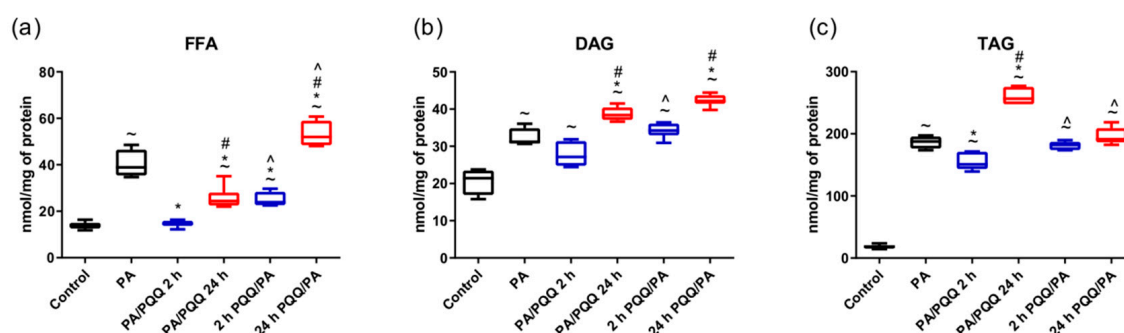 (a)
FFA
nmol/mg of protein
80
60
40
20
0
~
*
#
*
~
^
*
~
^
#
*
~
Control
PA
PA/PQQ 2 h
PA/PQQ 24 h
2 h PQQ/PA
24 h PQQ/PA
(b)
DAG
nmol/mg of protein
50
40
30
20
10
0
~
~
#
*
~
^
~
#
*
~
Control
PA
PA/PQQ 2 h
PA/PQQ 24 h
2 h PQQ/PA
24 h PQQ/PA
(c)
TAG
nmol/mg of protein
300
200
100
0
~
*
~
#
*
~
^
~
^
~
Control
PA
PA/PQQ 2 h
PA/PQQ 24 h
2 h PQQ/PA
24 h PQQ/PA